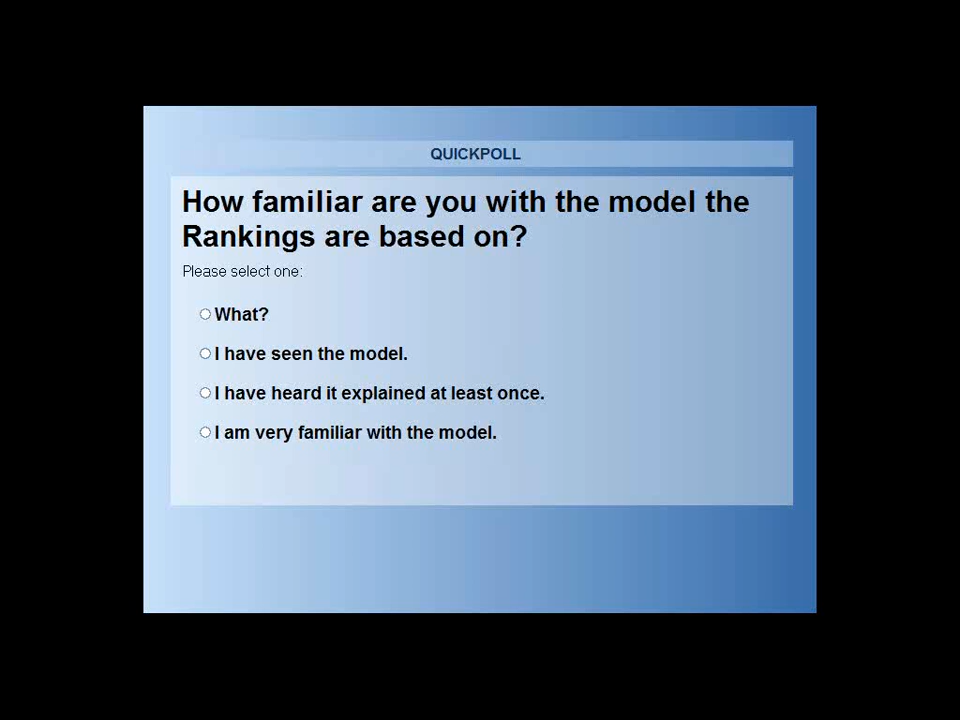 QUICKPOLL
How familiar are you with the model the
Rankings are based on?
Please select one:
What?
I have seen the model.
I have heard it explained at least once.
I am very familiar with the model.